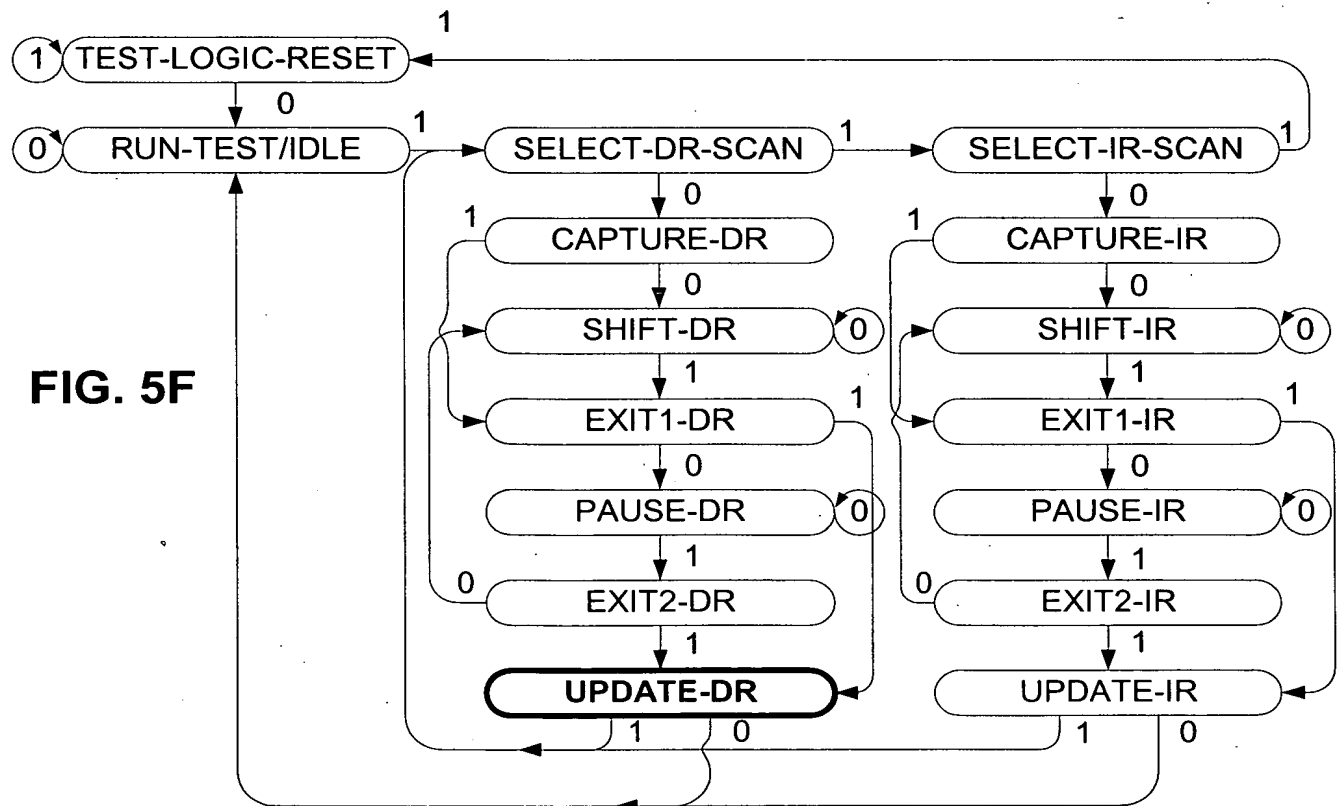 1
1 TEST-LOGIC-RESET
0
0 RUN-TEST/IDLE 1 SELECT-DR-SCAN 1 SELECT-IR-SCAN 1
0 0
1 CAPTURE-DR 1 CAPTURE-IR
0 0
SHIFT-DR 0 SHIFT-IR 0
FIG. 5F
1 1
EXIT1-DR 1 EXIT1-IR 1
0 0
PAUSE-DR 0 PAUSE-IR 0
1 1
0 EXIT2-DR 0 EXIT2-IR
1 1
UPDATE-DR UPDATE-IR
1 0 1 0